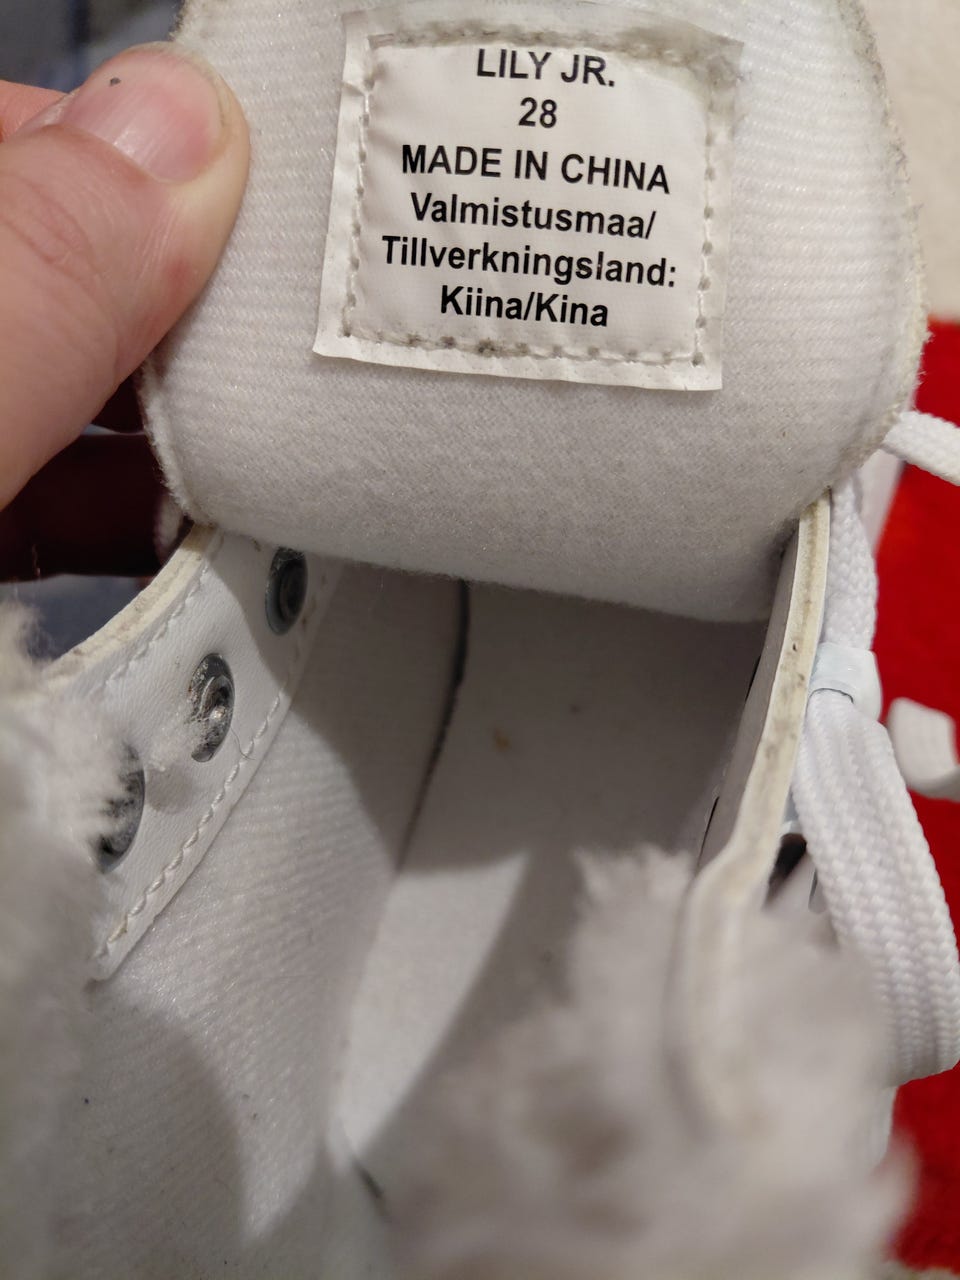 LILY JR.
28
MADE IN CHINA
Valmistusmaa/
Tillverkningsland:
Kiina/Kina